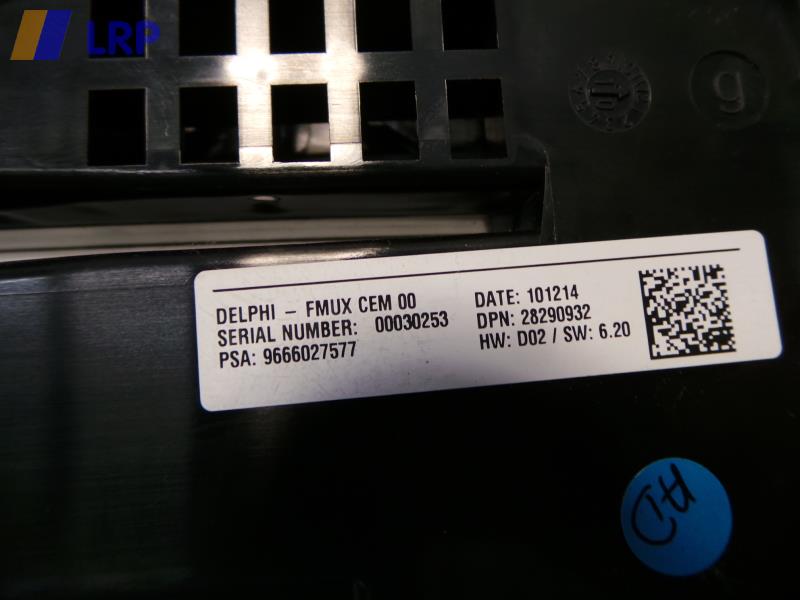 LRP
g
DELPHI – FMUX CEM 00
SERIAL NUMBER: 00030253
PSA: 9666027577
DATE: 101214
DPN: 28290932
HW: D02 / SW: 6.20
AD